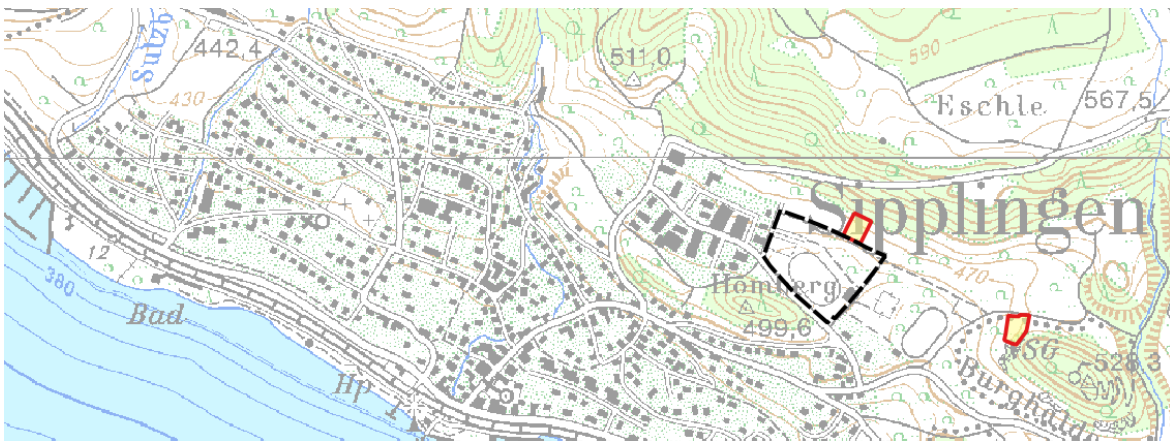 442,4
511,0
590
567,5
Eschle
430
Sipplingen
12
470
Homberg
380
Bad
499,6
NSG
528,3
Burghalde
Hp